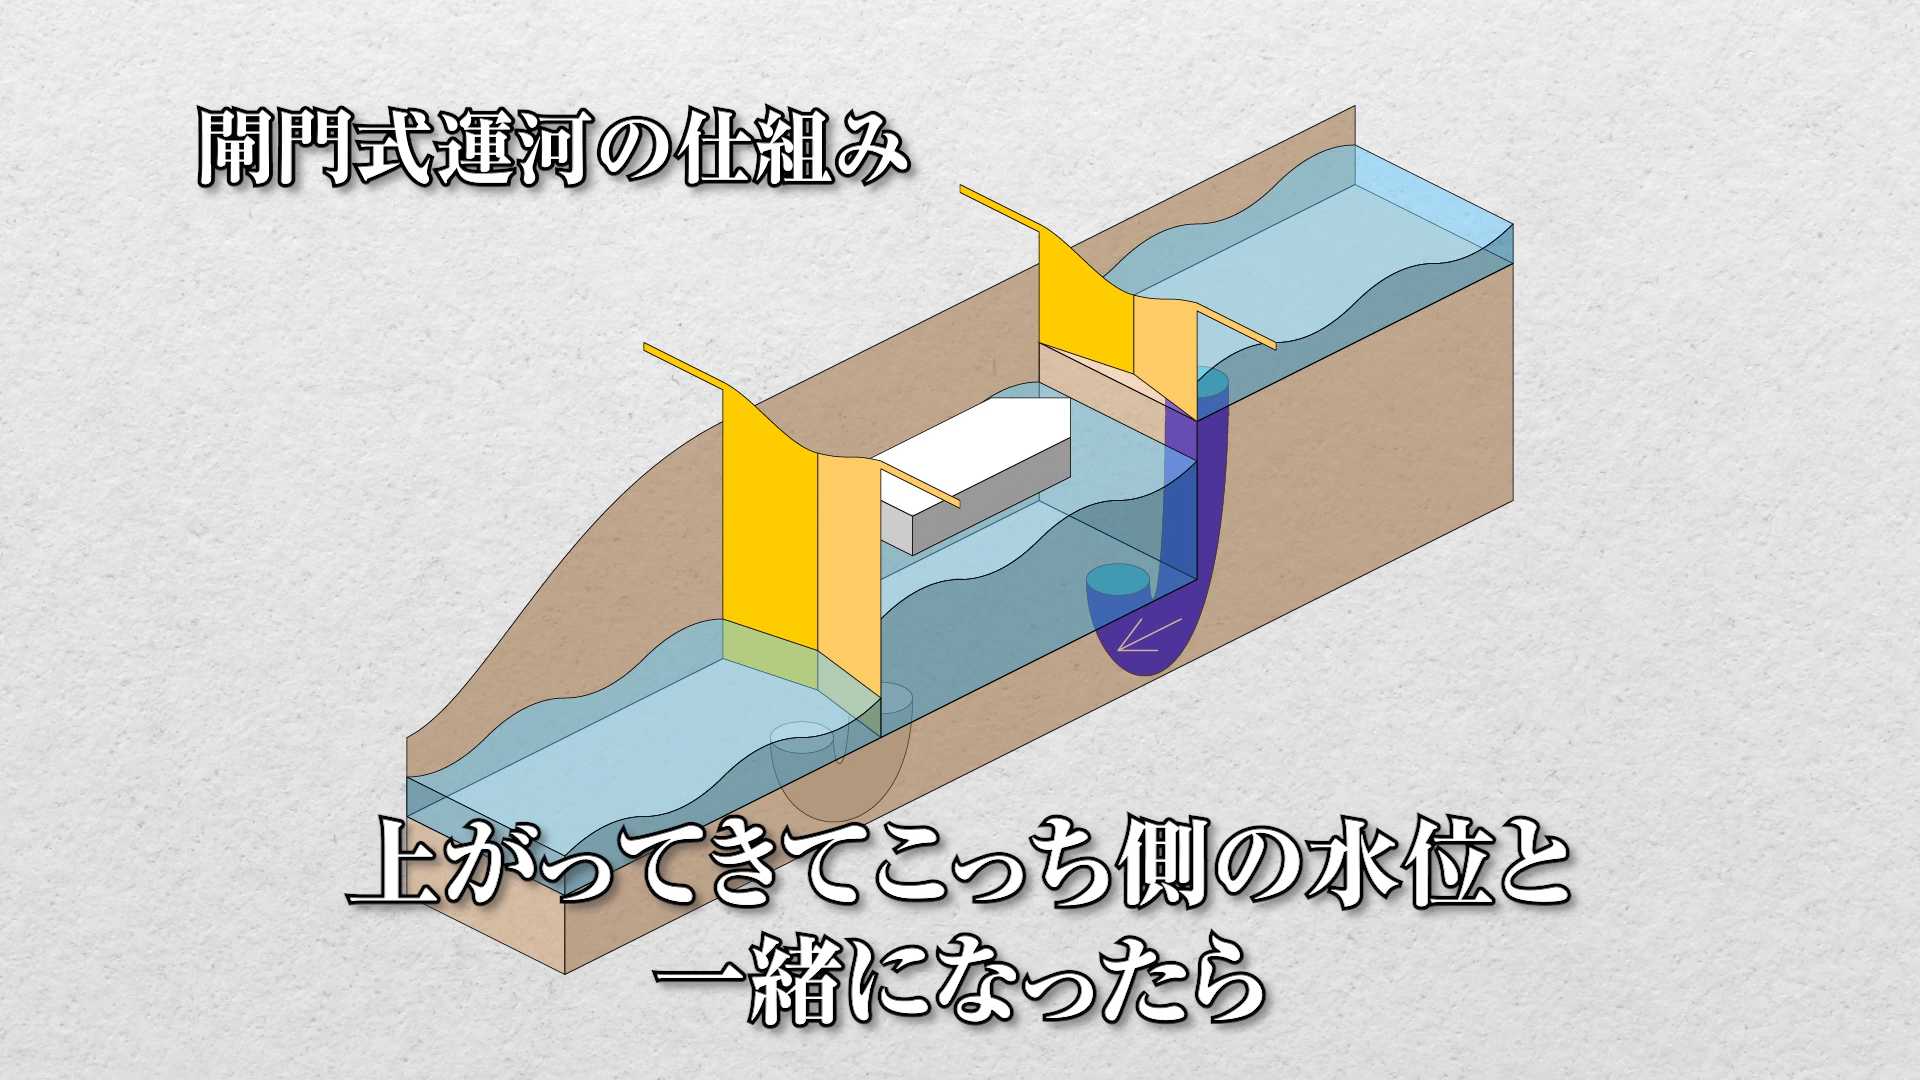 閘門式運河の仕組み
上がってきてこっち側の水位と
一緒になったら